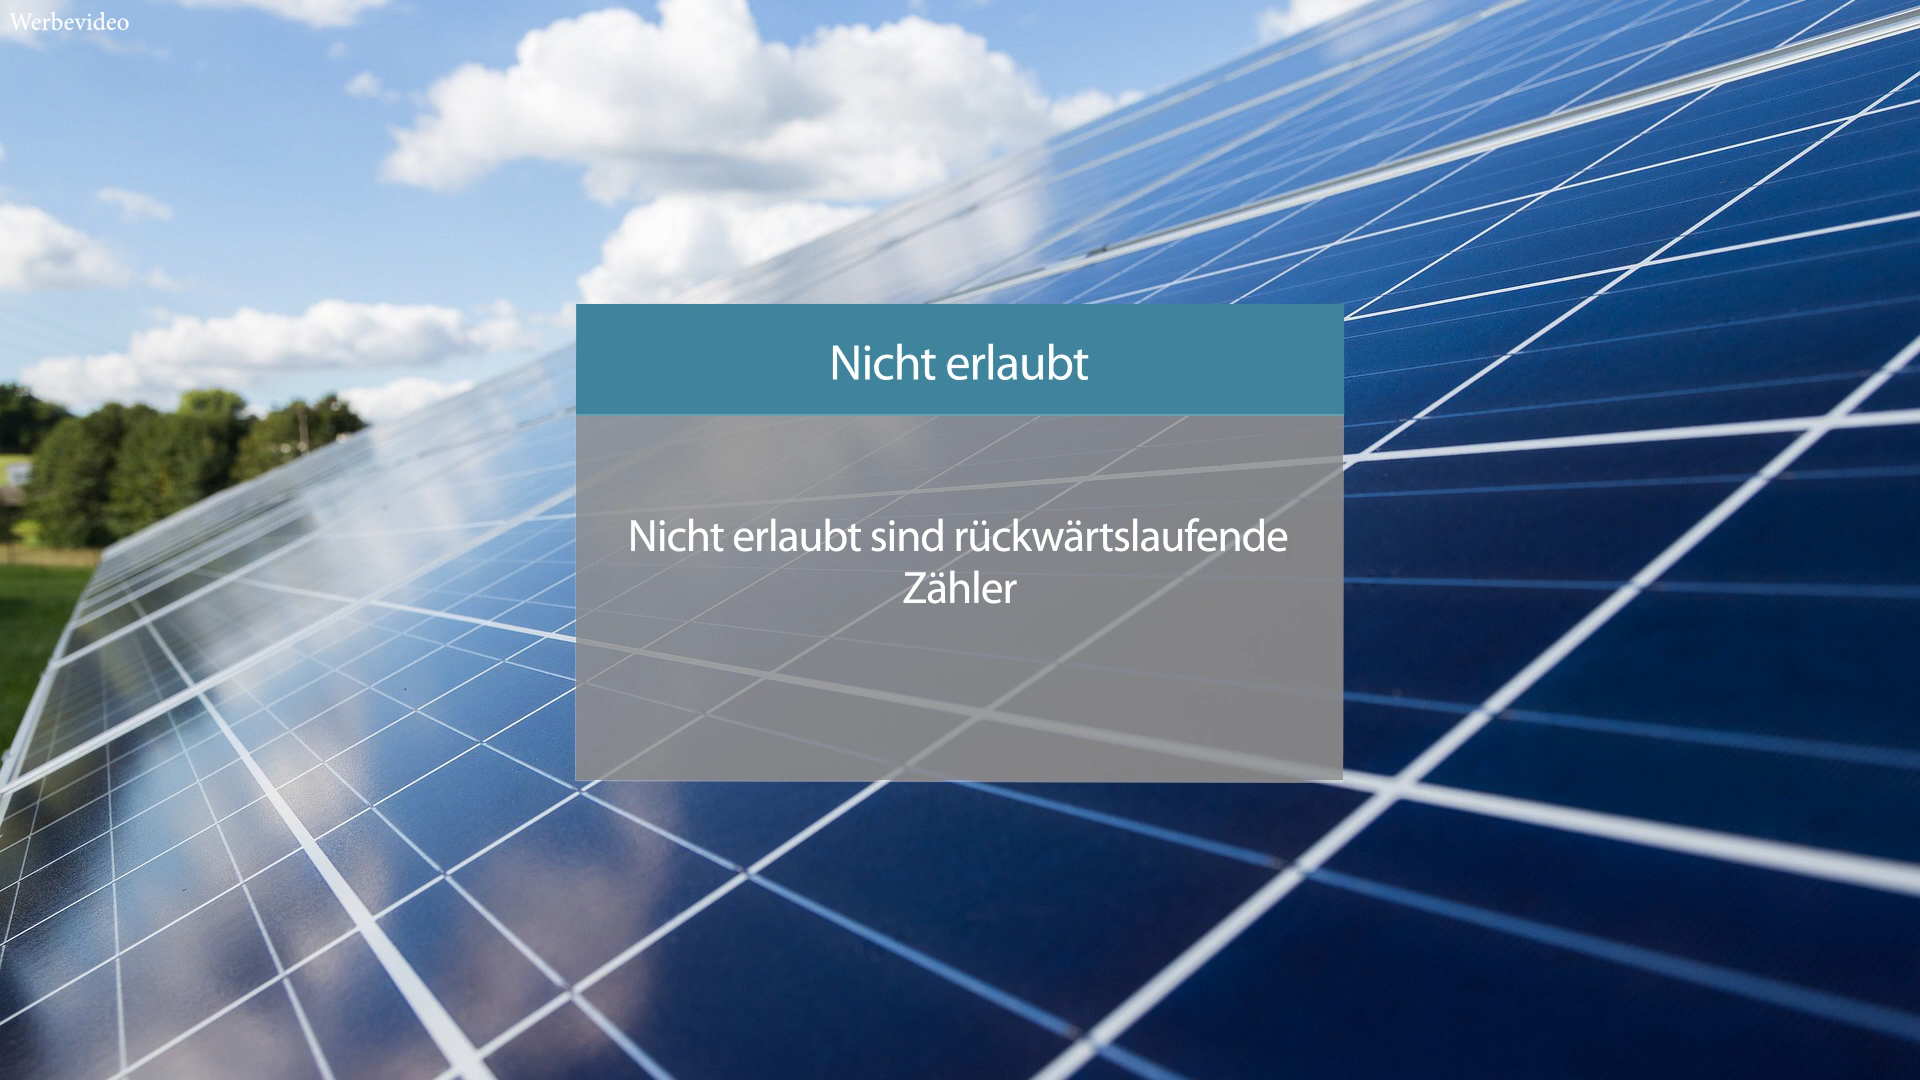 Werbevideo
Nicht erlaubt
Nicht erlaubt sind rückwärtslaufende
Zähler